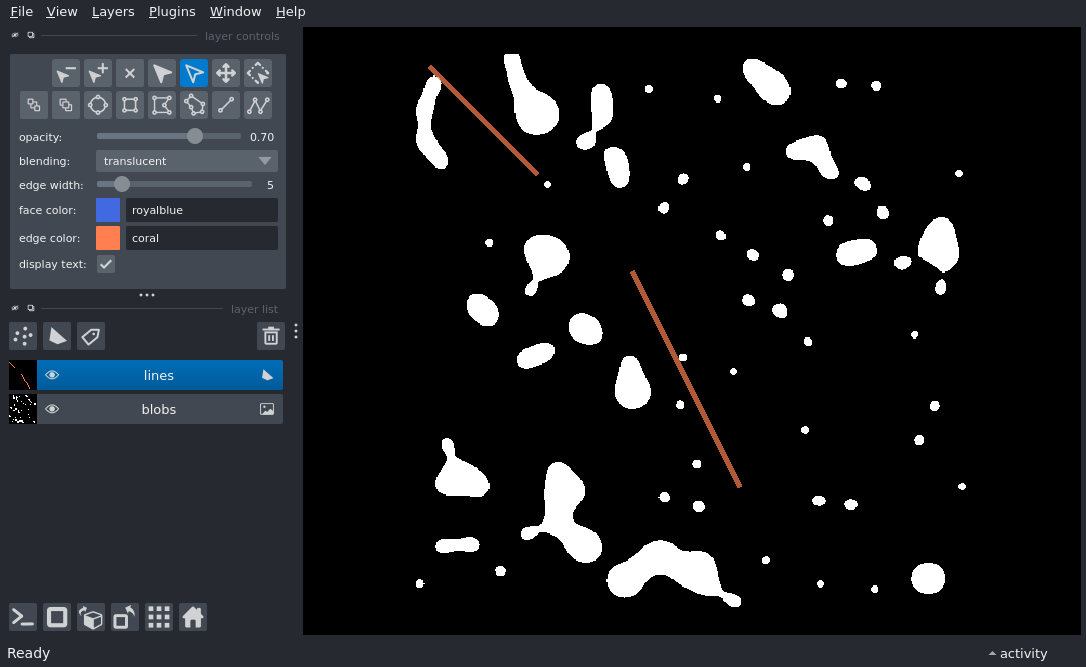 File View Layers Plugins Window Help
layer controls
opacity: 0.70
blending: translucent
edge width: 5
face color: royalblue
edge color: coral
display text:
layer list
lines
blobs
Ready
activity